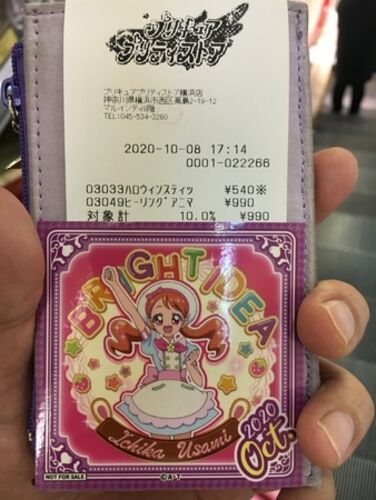 プリキュア
プリティストア
プリキュアプリティストア横浜店
神奈川県横浜市西区高島2-19-12
マルイシティ8階
TEL:045-534-3260
2020-10-08 17:14
0001-022266
03033ハロウィンスティッツ ¥540※
03049ヒーリングアニマ ¥990
対象計 10.0% ¥990
BRIGHT IDEA
Ichika Usami
2020
Oct.
NOT FOR SALE
©A・T